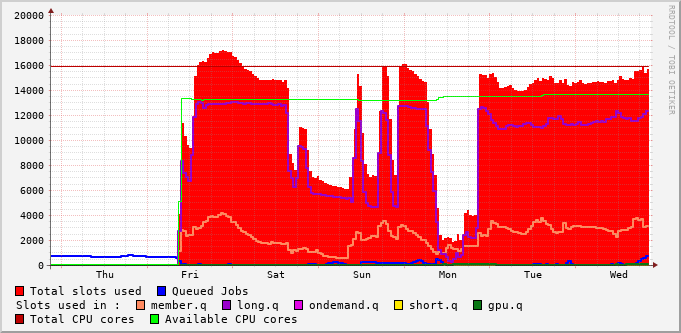 20000
18000
16000
14000
12000
10000
8000
6000
4000
2000
0
Thu Fri Sat Sun Mon Tue Wed
RRDTOOL / TOBI OETIKER
Total slots used Queued Jobs
Slots used in : member.q long.q ondemand.q short.q gpu.q
Total CPU cores Available CPU cores